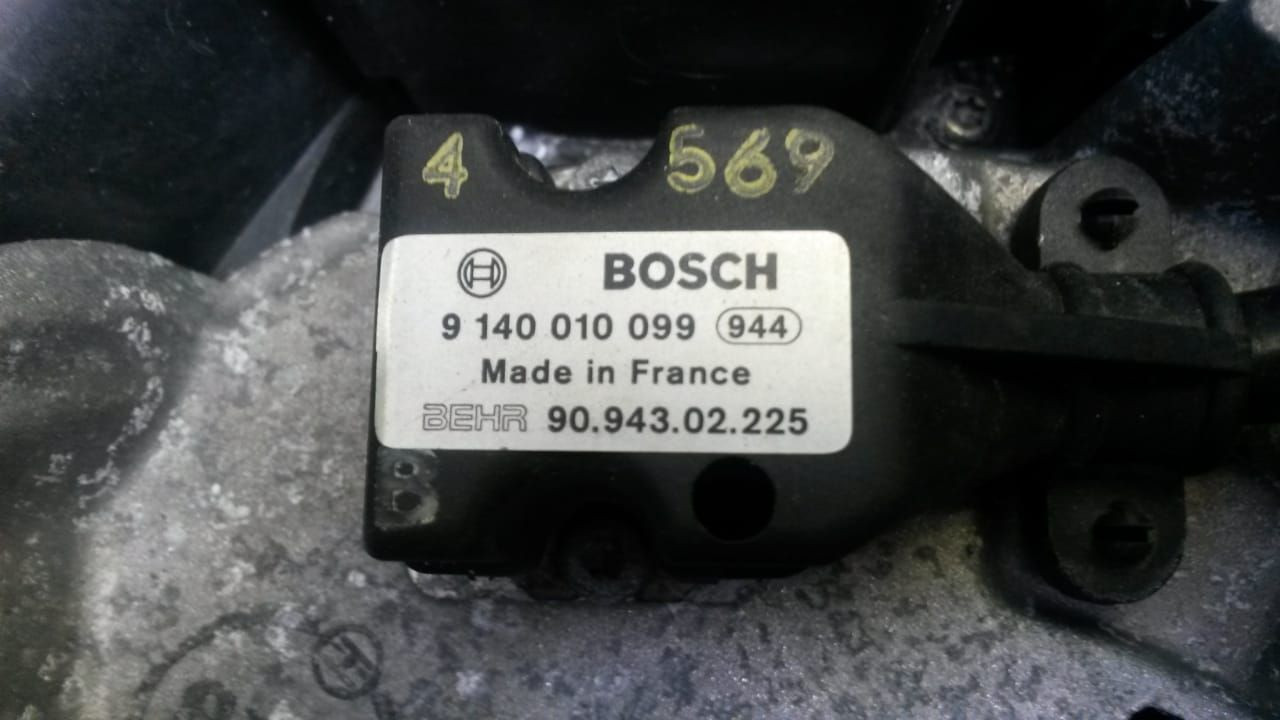 4 569
BOSCH
9 140 010 099 944
Made in France
BEHR 90.943.02.225